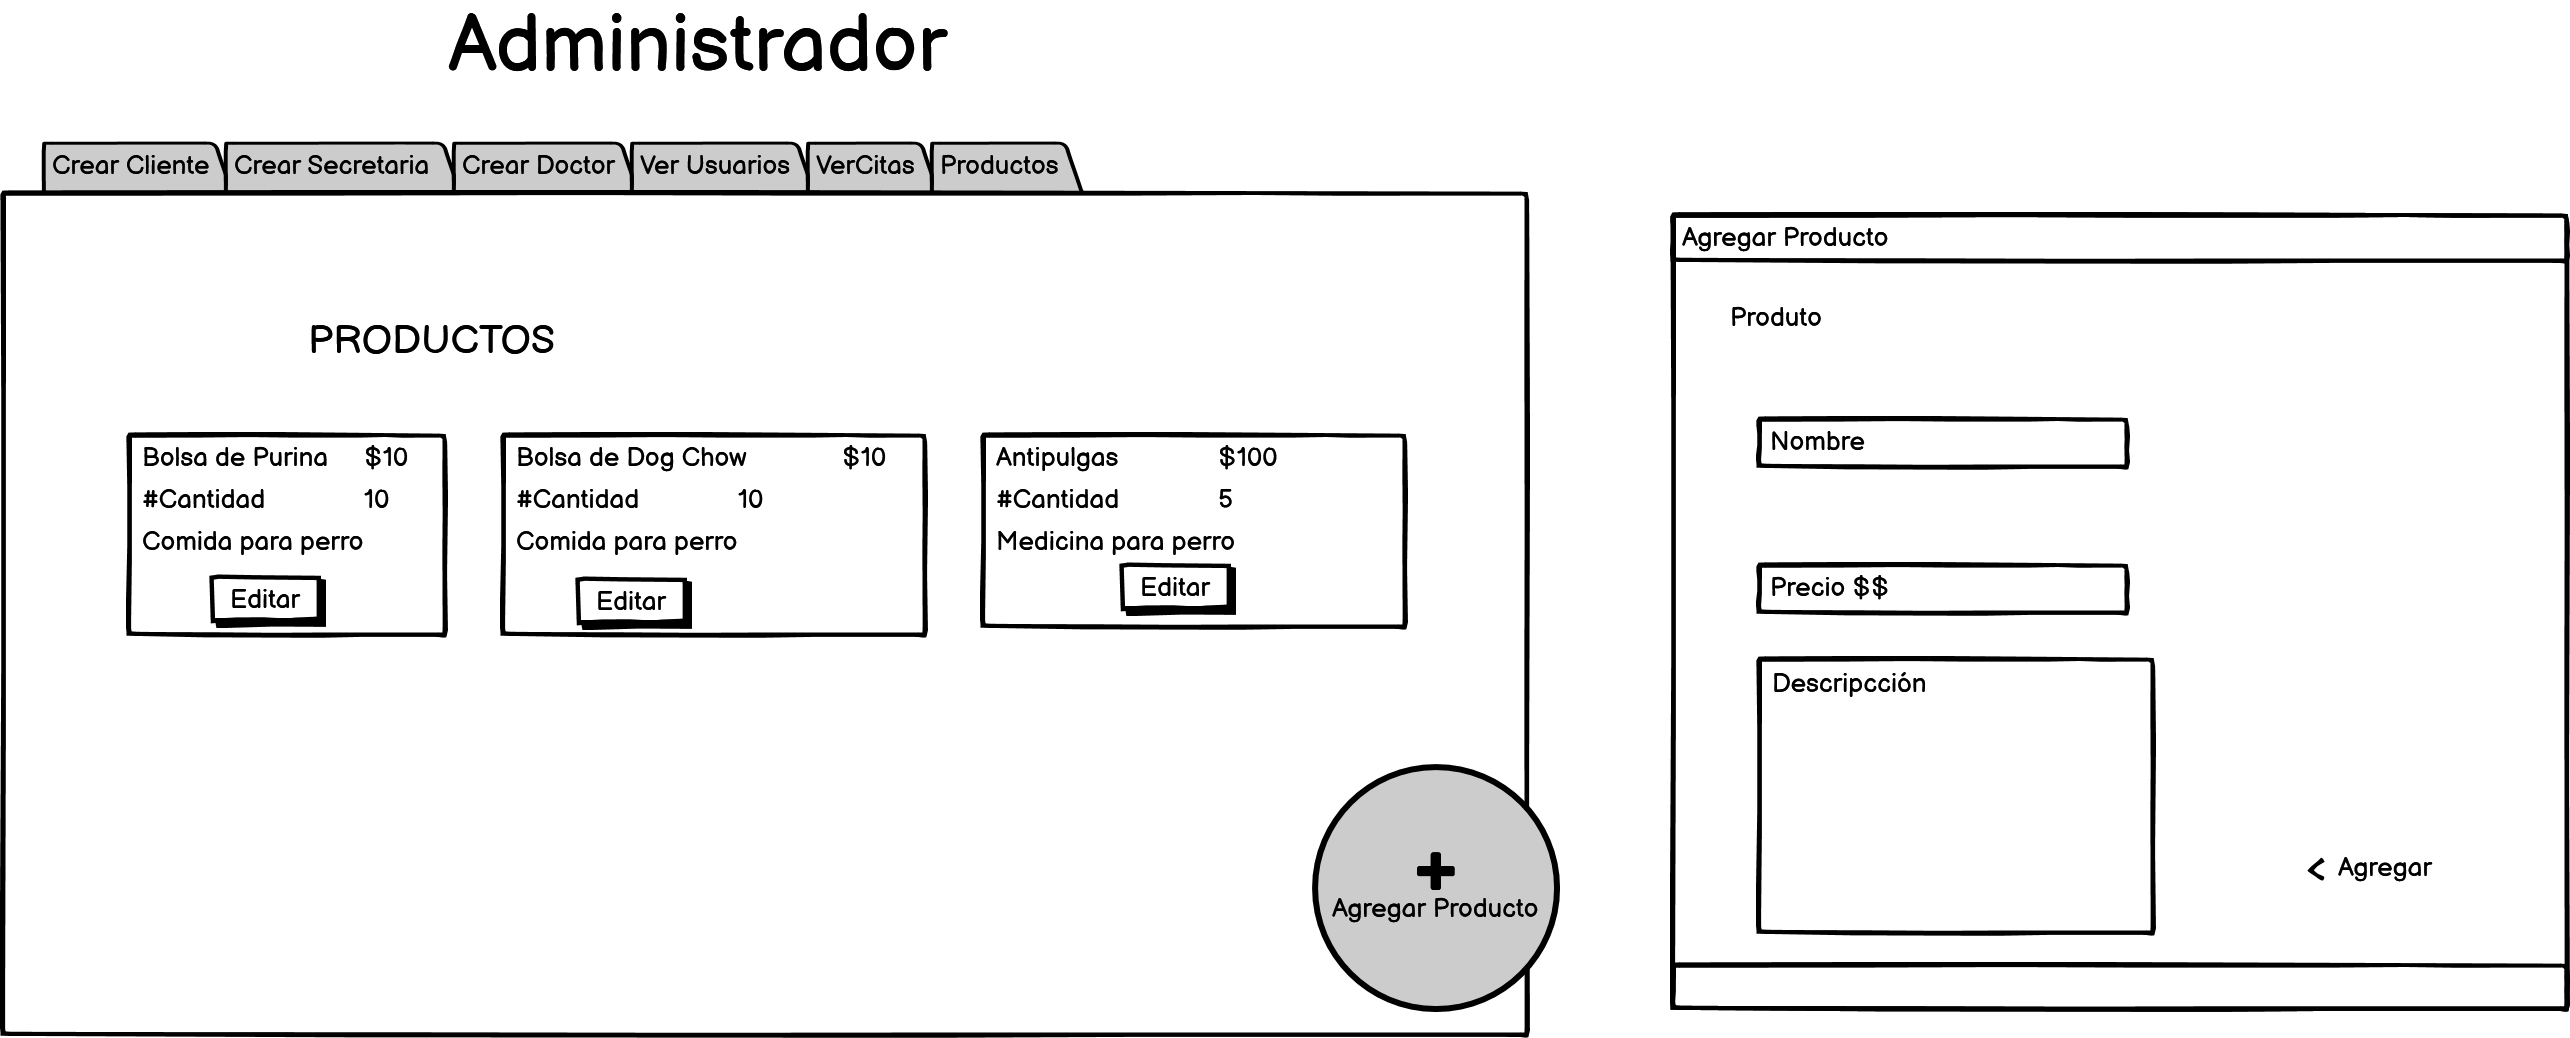 Administrador
Crear Cliente Crear Secretaria Crear Doctor Ver Usuarios VerCitas Productos
PRODUCTOS
Bolsa de Purina $10
#Cantidad 10
Comida para perro
Editar
Bolsa de Dog Chow $10
#Cantidad 10
Comida para perro
Editar
Antipulgas $100
#Cantidad 5
Medicina para perro
Editar
+
Agregar Producto
Agregar Producto
Produto
Nombre
Precio $$
Descripcción
< Agregar